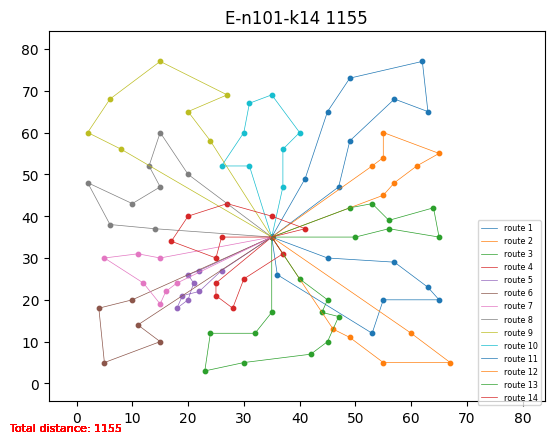 E-n101-k14 1155
80
70
60
50
40
30
20
10
0
0 10 20 30 40 50 60 70 80
route 1
route 2
route 3
route 4
route 5
route 6
route 7
route 8
route 9
route 10
route 11
route 12
route 13
route 14
Total distance: 1155